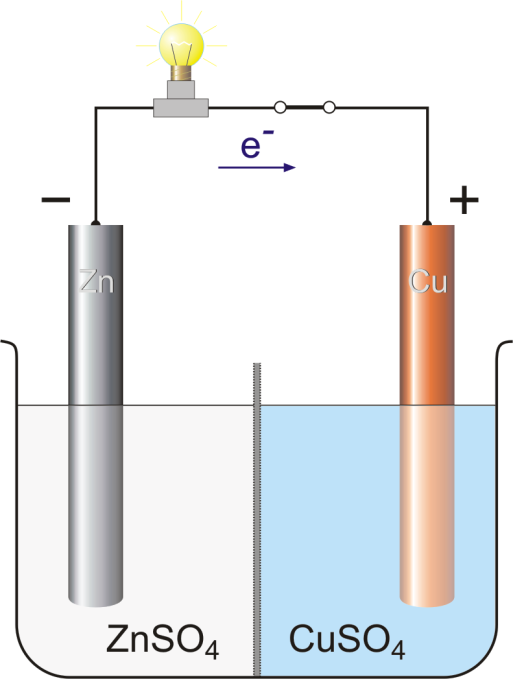 e⁻
− +
Zn Cu
ZnSO₄ CuSO₄